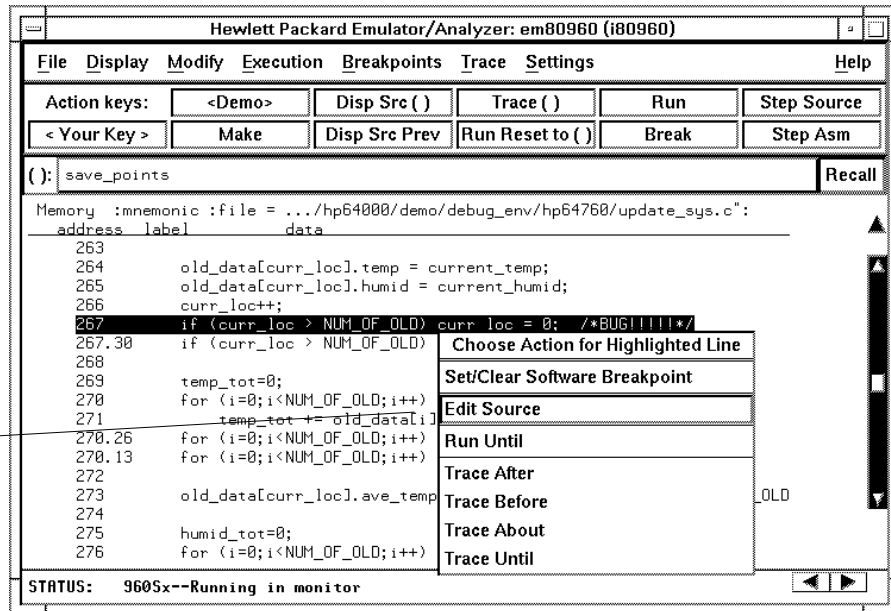 Hewlett Packard Emulator/Analyzer: em80960 (i80960)
File Display Modify Execution Breakpoints Trace Settings Help
Action keys: <Demo> Disp Src ( ) Trace ( ) Run Step Source
< Your Key > Make Disp Src Prev Run Reset to ( ) Break Step Asm
( ): save_points Recall
Memory :mnemonic :file = .../hp64000/demo/debug_env/hp64760/update_sys.c":
address label data
263
264 old_data[curr_loc].temp = current_temp;
265 old_data[curr_loc].humid = current_humid;
266 curr_loc++;
267 if (curr_loc > NUM_OF_OLD) curr_loc = 0; /*BUG!!!!!*/
267.30 if (curr_loc > NUM_OF_OLD)
268
269 temp_tot=0;
270 for (i=0;i<NUM_OF_OLD;i++)
271 temp_tot += old_data[i]
270.26 for (i=0;i<NUM_OF_OLD;i++)
270.13 for (i=0;i<NUM_OF_OLD;i++)
272
273 old_data[curr_loc].ave_temp _OLD
274
275 humid_tot=0;
276 for (i=0;i<NUM_OF_OLD;i++)
Choose Action for Highlighted Line
Set/Clear Software Breakpoint
Edit Source
Run Until
Trace After
Trace Before
Trace About
Trace Until
STATUS: 960Sx--Running in monitor